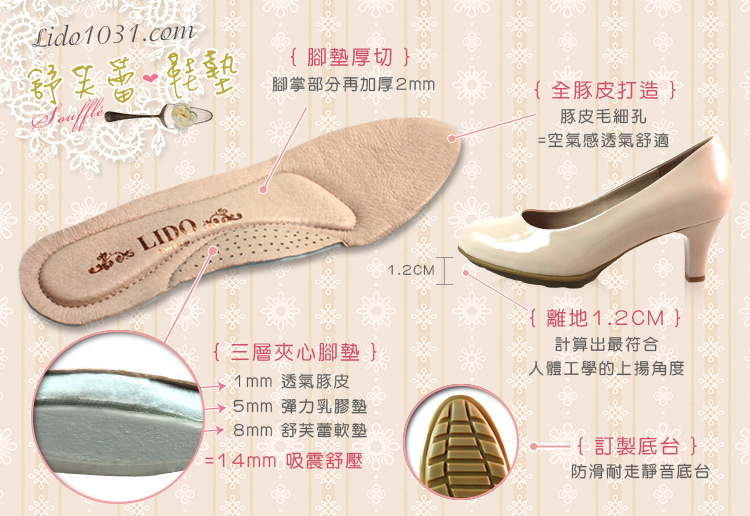 Lido1031.com
舒芙蕾❤鞋墊
Soufflé
{ 腳墊厚切 }
腳掌部分再加厚2mm
{ 全豚皮打造 }
豚皮毛細孔
=空氣感透氣舒適
LIDO
1.2CM
{ 離地1.2CM }
計算出最符合
人體工學的上揚角度
{ 三層夾心腳墊 }
1mm 透氣豚皮
5mm 彈力乳膠墊
8mm 舒芙蕾軟墊
=14mm 吸震舒壓
{ 訂製底台 }
防滑耐走靜音底台